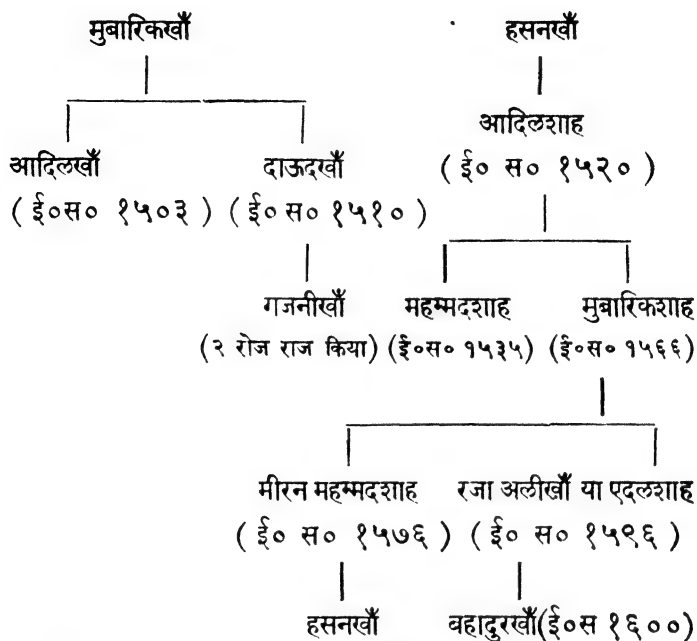 मुबारिकखाँ हसनखाँ
आदिलशाह
आदिलखाँ दाऊदखाँ ( ई० स० १५२० )
( ई०स० १५०३ ) ( ई० स० १५१० )
गजनीखाँ महम्मदशाह मुबारिकशाह
(२ रोज राज किया) (ई०स० १५३५) (ई०स० १५६६)
मीरन महम्मदशाह रजा अलीखाँ या एदलशाह
( ई० स० १५७६ ) ( ई० स० १५९६ )
हसनखाँ बहादुरखाँ(ई०स १६००)